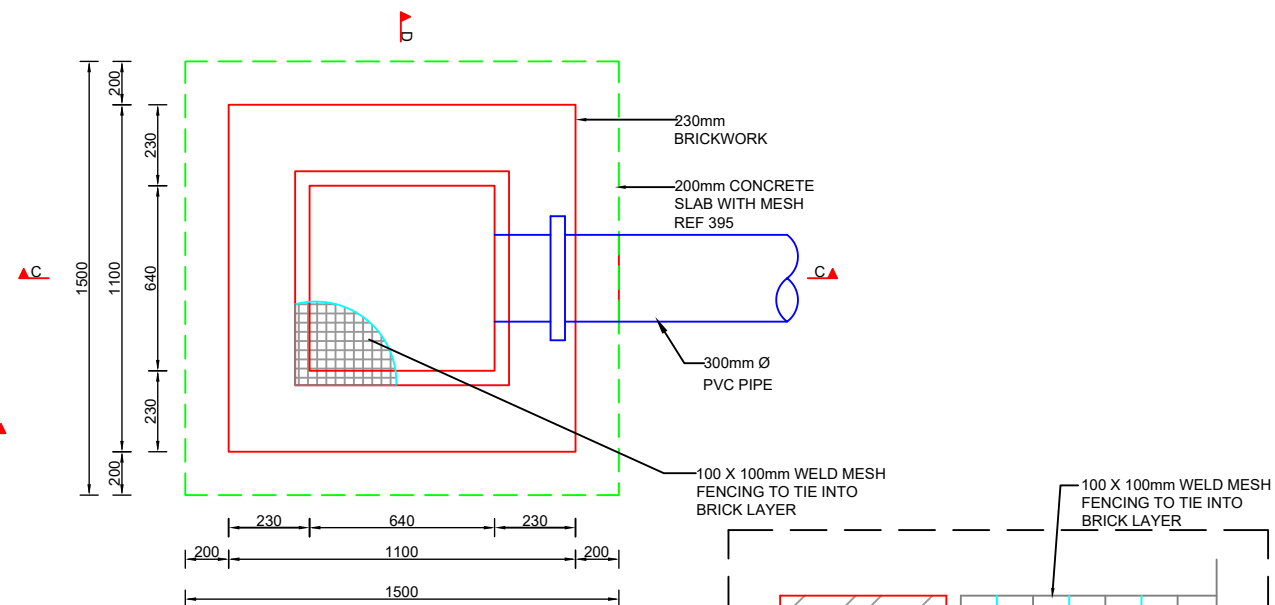 D
200
230
1500
1100
640
230
200
230mm
BRICKWORK
200mm CONCRETE
SLAB WITH MESH
REF 395
C
C
300mm Ø
PVC PIPE
100 X 100mm WELD MESH
FENCING TO TIE INTO
BRICK LAYER
100 X 100mm WELD MESH
FENCING TO TIE INTO
BRICK LAYER
230 640 230
200 1100 200
1500